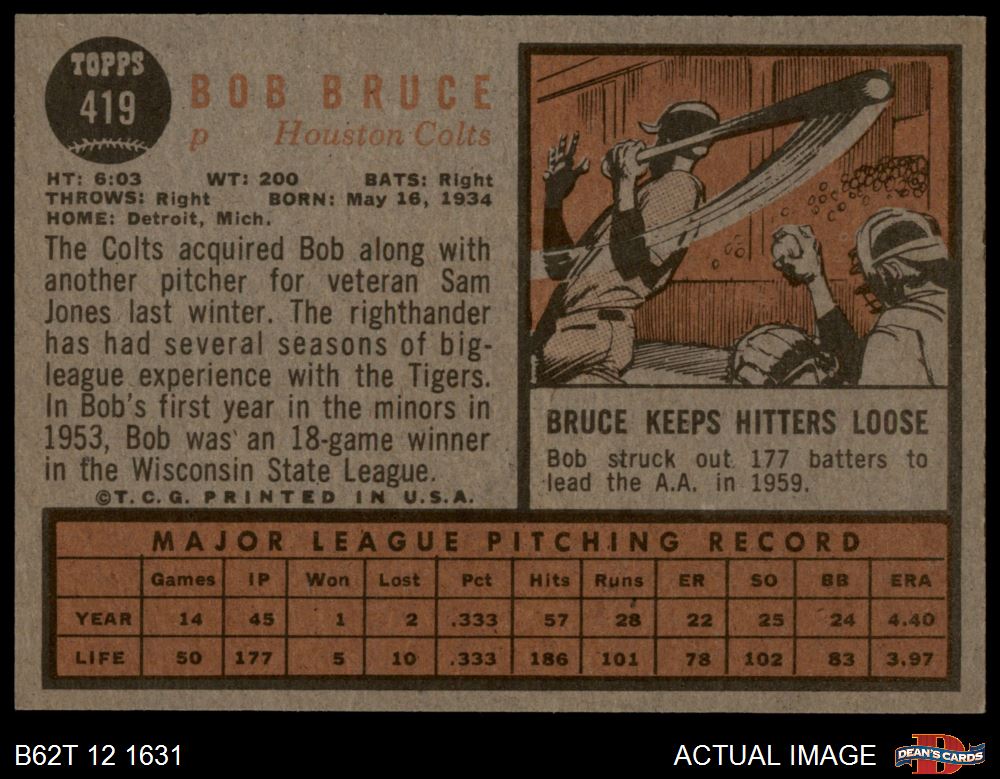 TOPPS
419
BOB BRUCE
p Houston Colts
HT: 6:03 WT: 200 BATS: Right
THROWS: Right BORN: May 16, 1934
HOME: Detroit, Mich.
The Colts acquired Bob along with
another pitcher for veteran Sam
Jones last winter. The righthander
has had several seasons of big-
league experience with the Tigers.
In Bob's first year in the minors in
1953, Bob was an 18-game winner
in the Wisconsin State League.
©T.C.G. PRINTED IN U.S.A.
BRUCE KEEPS HITTERS LOOSE
Bob struck out 177 batters to
lead the A.A. in 1959.
MAJOR LEAGUE PITCHING RECORD
Games IP Won Lost Pct Hits Runs ER SO BB ERA
YEAR 14 45 1 2 .333 57 28 22 25 24 4.40
LIFE 50 177 5 10 .333 186 101 78 102 83 3.97
B62T 12 1631
ACTUAL IMAGE
D
DEAN'S CARDS